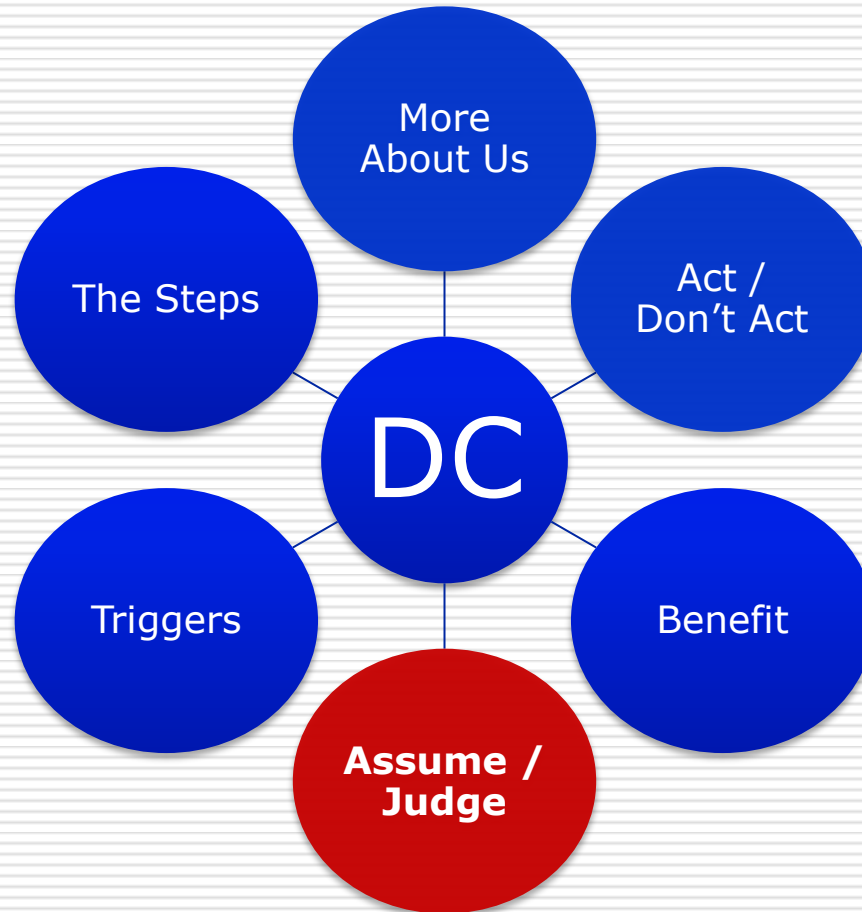 More
About Us
The Steps
Act /
Don’t Act
DC
Triggers
Benefit
Assume /
Judge